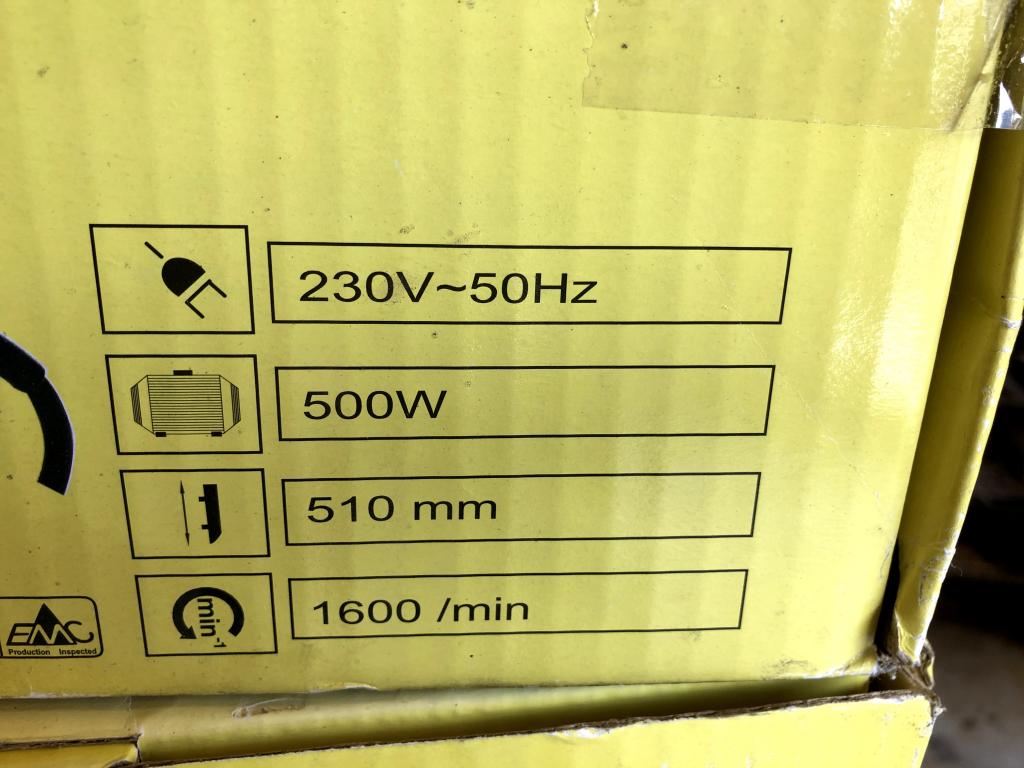 230V~50Hz
500W
510 mm
min⁻¹
1600 /min
EMC
Production Inspected